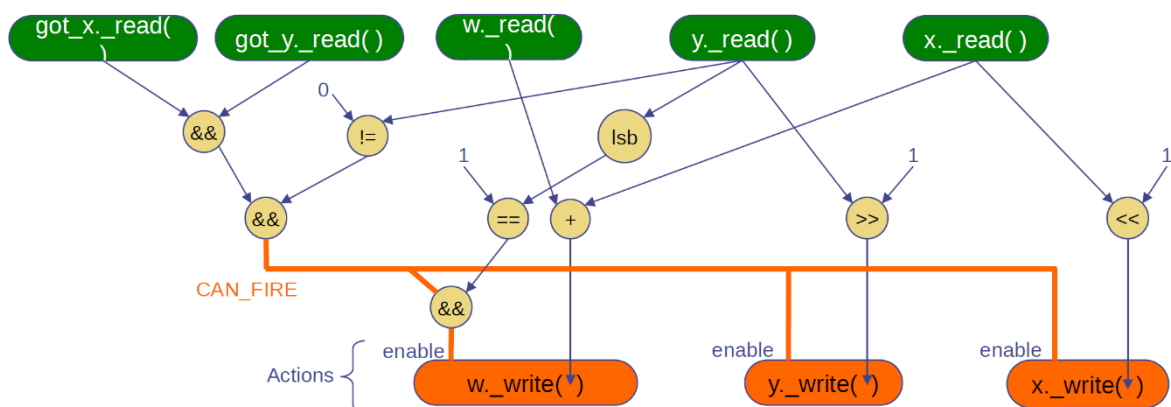 got_x._read(
)
got_y._read( )
w._read(
)
y._read( )
x._read( )
0
&&
!=
lsb
1
1
1
&&
==
+
>>
<<
CAN_FIRE
&&
enable
enable
enable
Actions
w._write( )
y._write( )
x._write( )